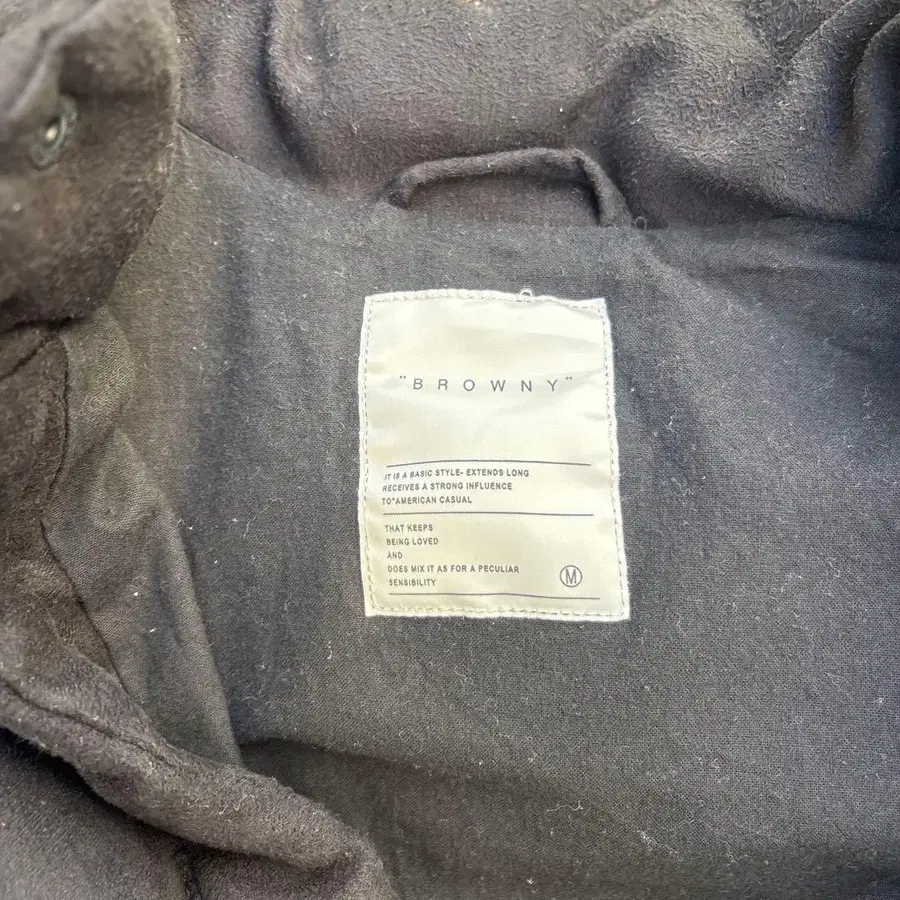 "BROWNY"
IT IS A BASIC STYLE- EXTENDS LONG
RECEIVES A STRONG INFLUENCE
TO"AMERICAN CASUAL
THAT KEEPS
BEING LOVED
AND
DOES MIX IT AS FOR A PECULIAR
SENSIBILITY
M